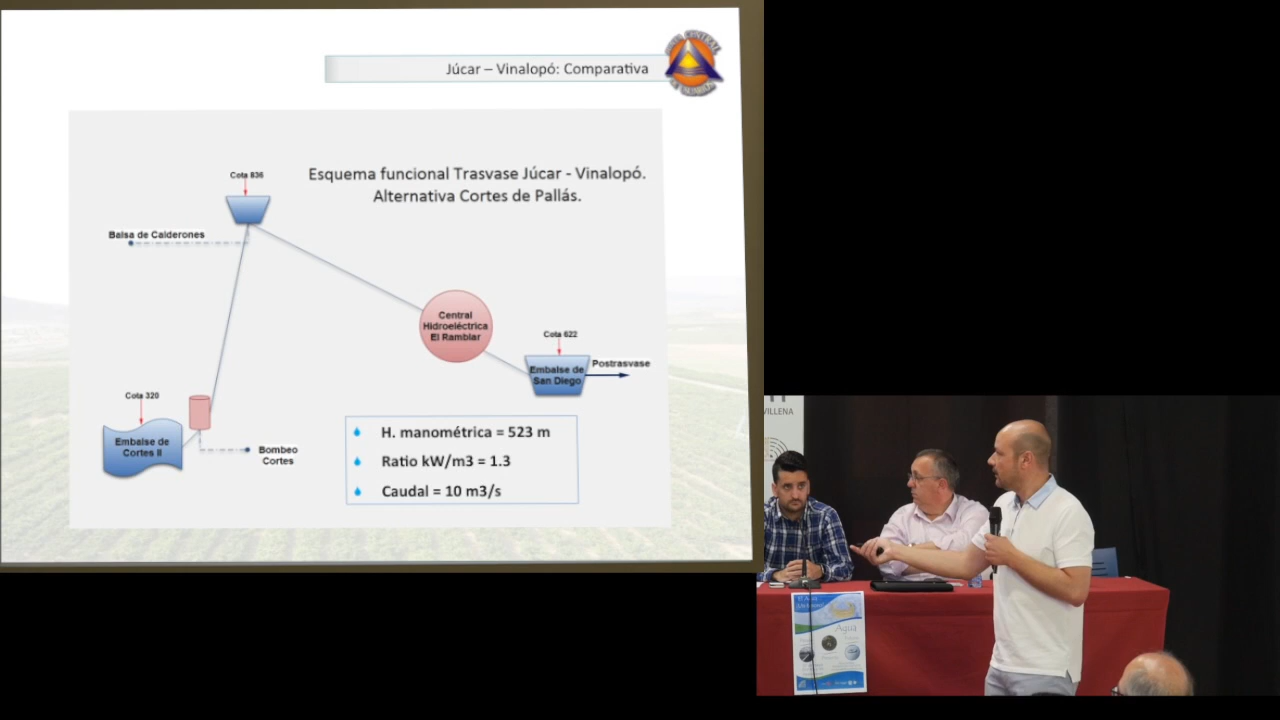 Júcar – Vinalopó: Comparativa
Esquema funcional Trasvase Júcar - Vinalopó.
Alternativa Cortes de Pallás.
Cota 836
Balsa de Calderones
Central
Hidroeléctrica
El Ramblar
Cota 622
Embalse de
San Diego
Postrasvase
Cota 320
Embalse de
Cortes II
Bombeo
Cortes
H. manométrica = 523 m
Ratio kW/m3 = 1.3
Caudal = 10 m3/s
VILLENA
Agua